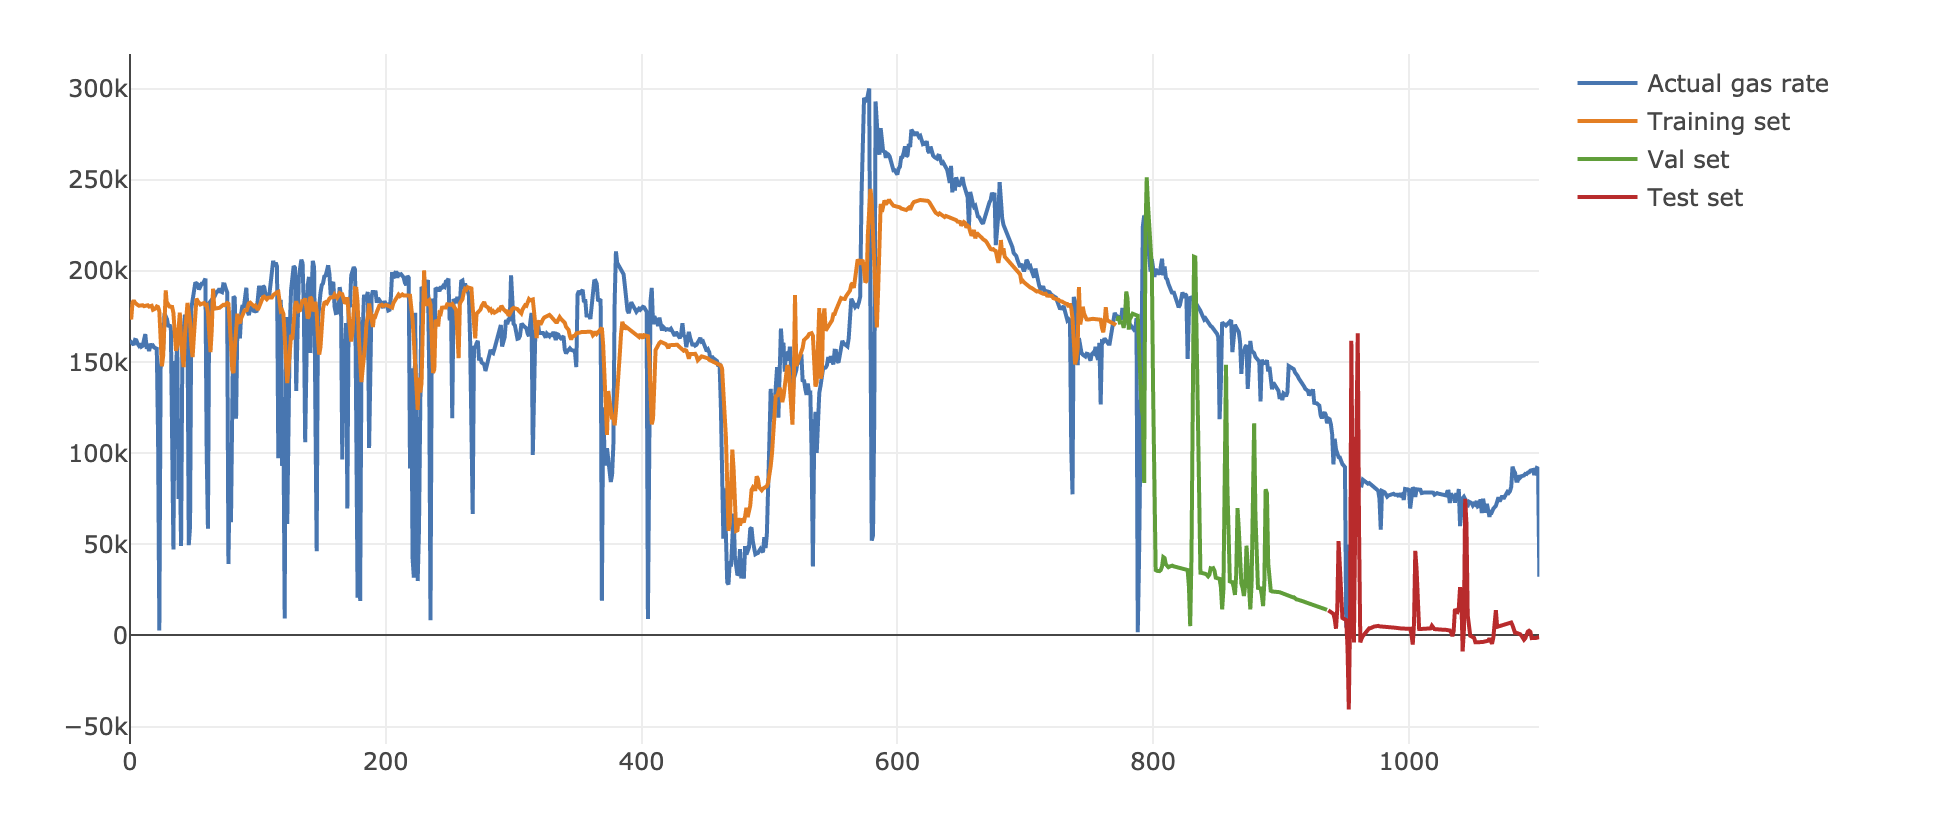 300k
250k
200k
150k
100k
50k
0
−50k
0 200 400 600 800 1000
Actual gas rate
Training set
Val set
Test set